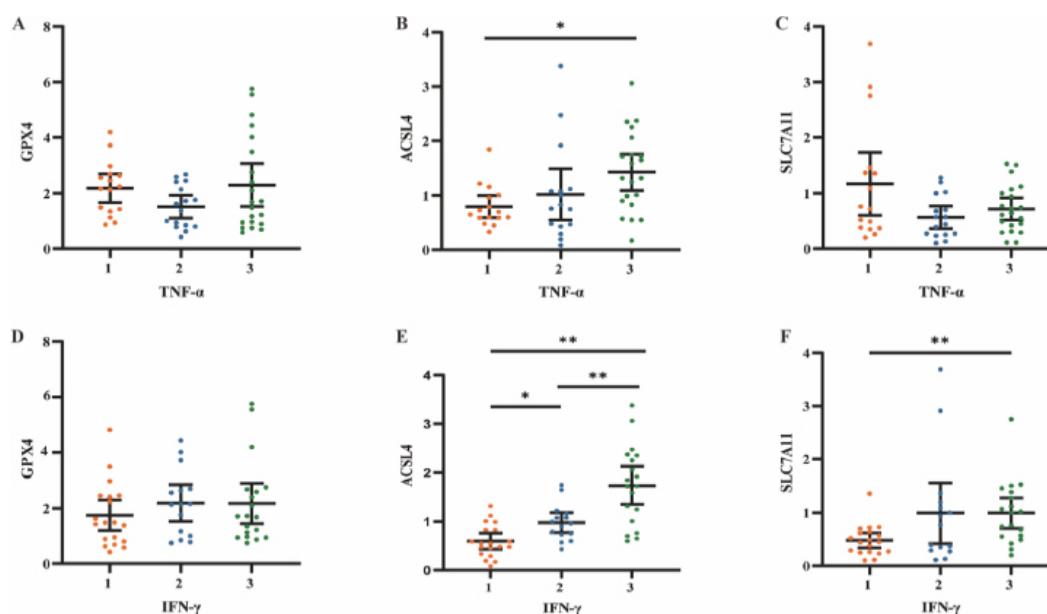 A
GPX4
8
6
4
2
0
1 2 3
TNF-α
B
ACSL4
4
3
2
1
0
*
1 2 3
TNF-α
C
SLC7A11
4
3
2
1
0
1 2 3
TNF-α
D
GPX4
8
6
4
2
0
1 2 3
IFN-γ
E
ACSL4
4
3
2
1
0
**
*
**
1 2 3
IFN-γ
F
SLC7A11
4
3
2
1
0
**
1 2 3
IFN-γ